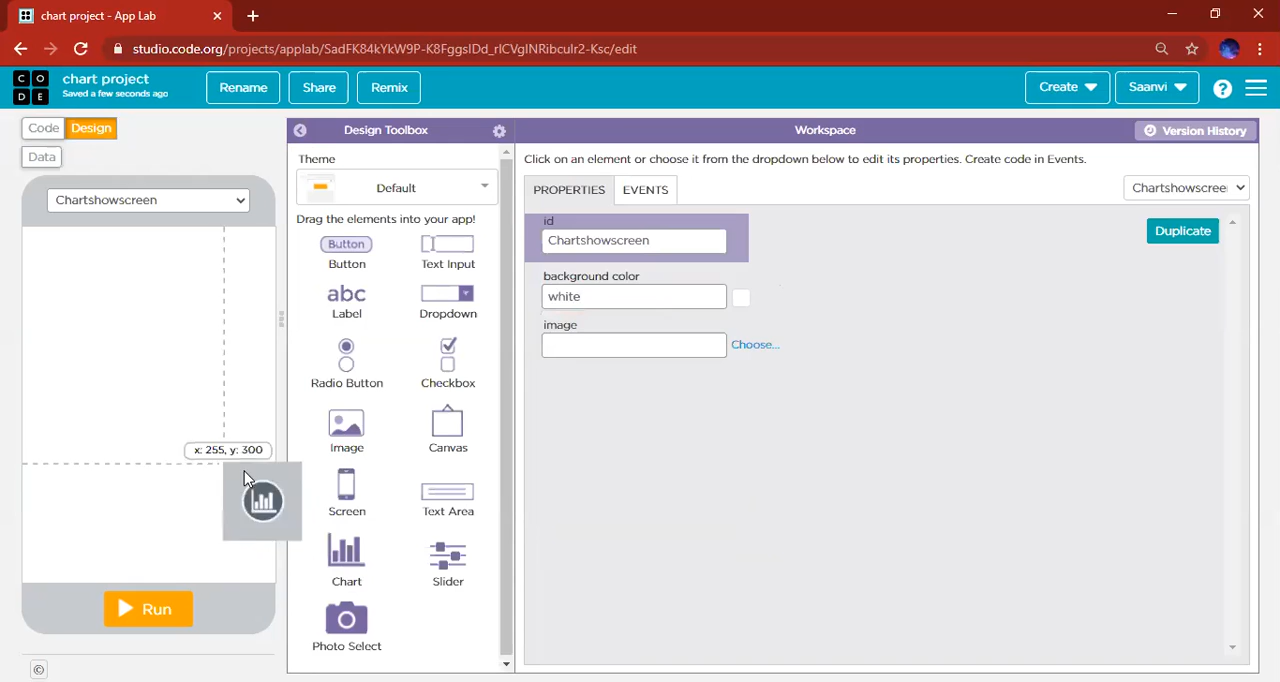 chart project - App Lab
studio.code.org/projects/applab/SadFK84kYkW9P-K8FggsIDd_rICVglNRibculr2-Ksc/edit
C O
D E
chart project
Saved a few seconds ago
Rename
Share
Remix
Create
Saanvi
?
Code
Design
Data
Design Toolbox
Workspace
Version History
Chartshowscreen
Theme
Default
Drag the elements into your app!
Button
Button
Text Input
abc
Label
Dropdown
Radio Button
Checkbox
Image
Canvas
Screen
Text Area
Chart
Slider
Photo Select
x: 255, y: 300
Run
©
Click on an element or choose it from the dropdown below to edit its properties. Create code in Events.
PROPERTIES
EVENTS
Chartshowscree
id
Chartshowscreen
Duplicate
background color
white
image
Choose...